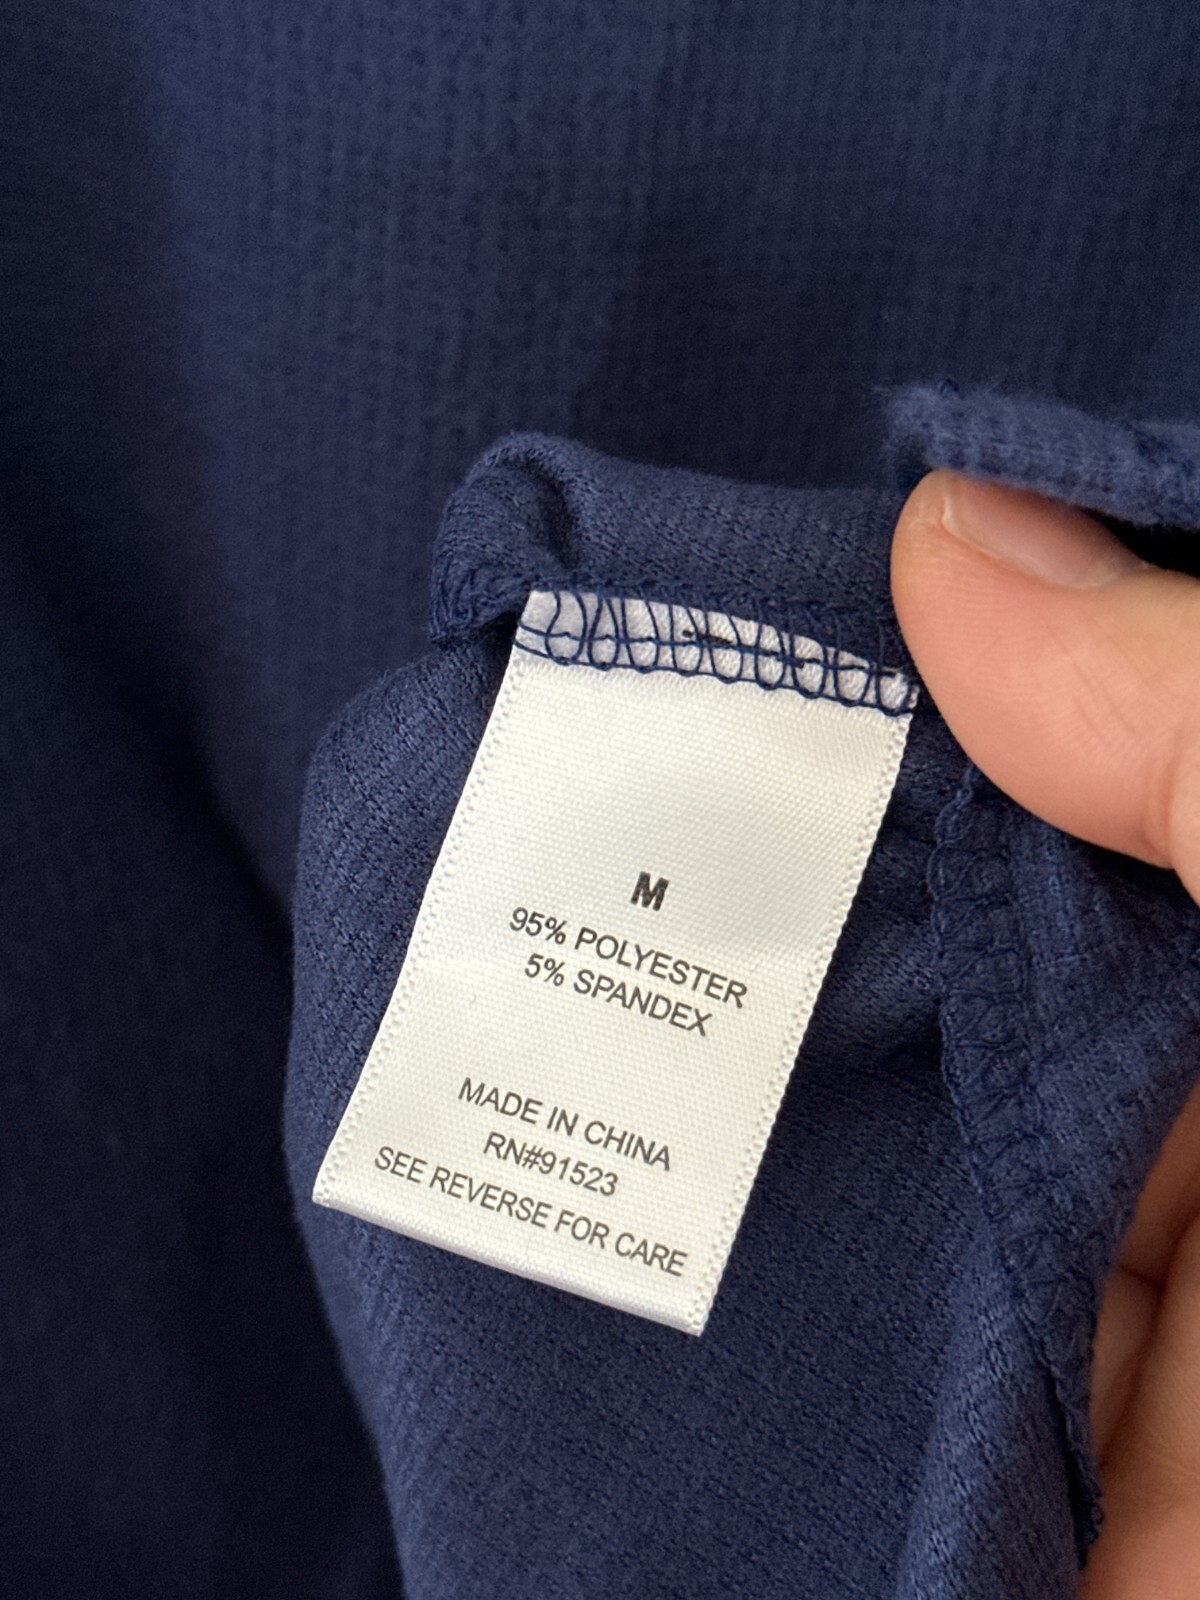 M
95% POLYESTER
5% SPANDEX
MADE IN CHINA
RN#91523
SEE REVERSE FOR CARE